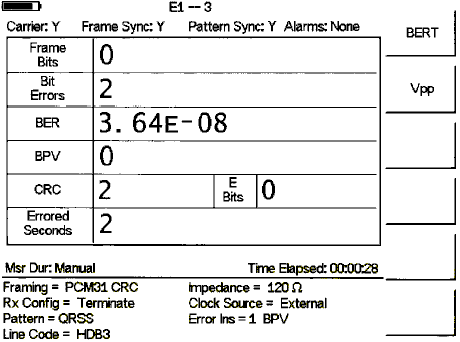 E1 -- 3
Carrier: Y Frame Sync: Y Pattern Sync: Y Alarms: None
BERT
Vpp
Frame Bits 0
Bit Errors 2
BER 3.64E-08
BPV 0
CRC 2 E Bits 0
Errored Seconds 2
Msr Dur: Manual Time Elapsed: 00:00:28
Framing = PCM31 CRC Impedance = 120 Ω
Rx Config = Terminate Clock Source = External
Pattern = QRSS Error Ins = 1 BPV
Line Code = HDB3